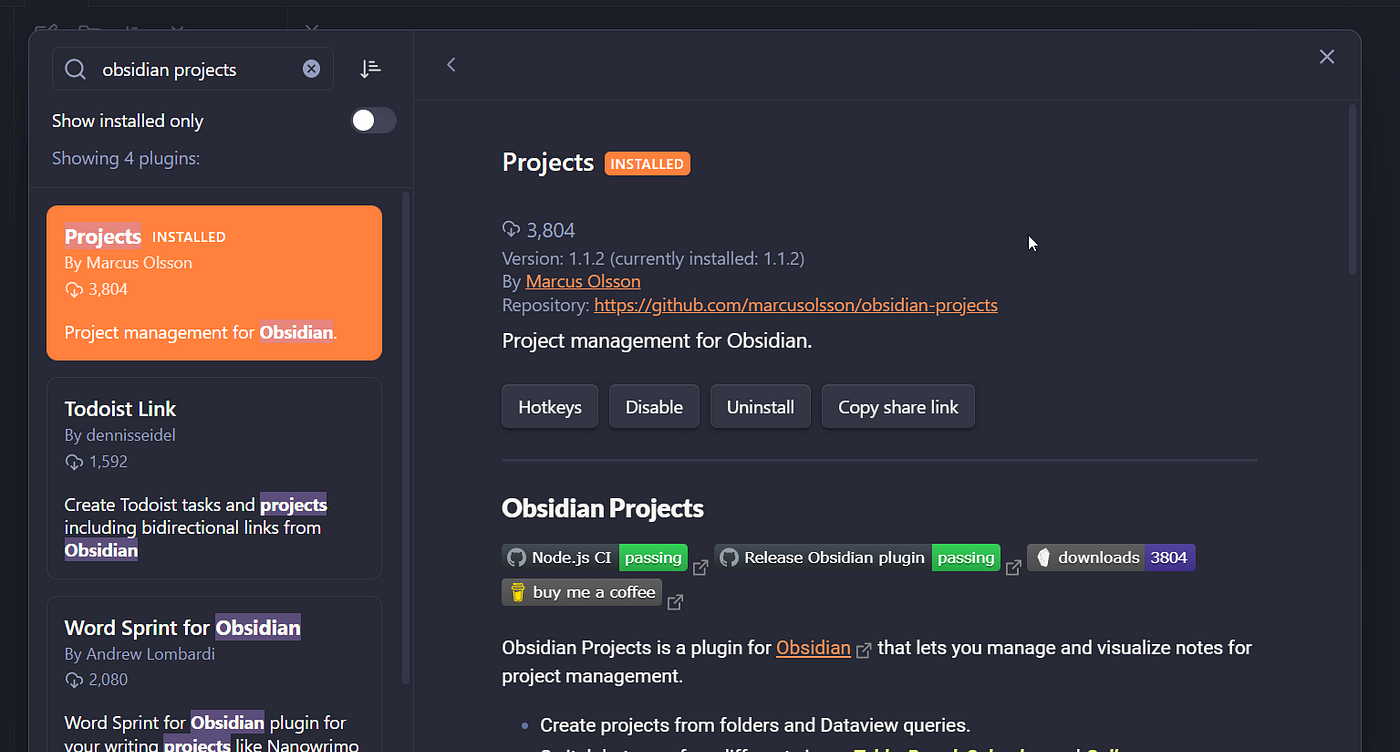 obsidian projects
Show installed only
Showing 4 plugins:
Projects INSTALLED
By Marcus Olsson
3,804
Project management for Obsidian.
Todoist Link
By dennisseidel
1,592
Create Todoist tasks and projects
including bidirectional links from
Obsidian
Word Sprint for Obsidian
By Andrew Lombardi
2,080
Word Sprint for Obsidian plugin for
your writing projects like Nanowrimo
Projects INSTALLED
3,804
Version: 1.1.2 (currently installed: 1.1.2)
By Marcus Olsson
Repository: https://github.com/marcusolsson/obsidian-projects
Project management for Obsidian.
Hotkeys Disable Uninstall Copy share link
Obsidian Projects
Node.js CI passing Release Obsidian plugin passing downloads 3804
buy me a coffee
Obsidian Projects is a plugin for Obsidian that lets you manage and visualize notes for
project management.
Create projects from folders and Dataview queries.